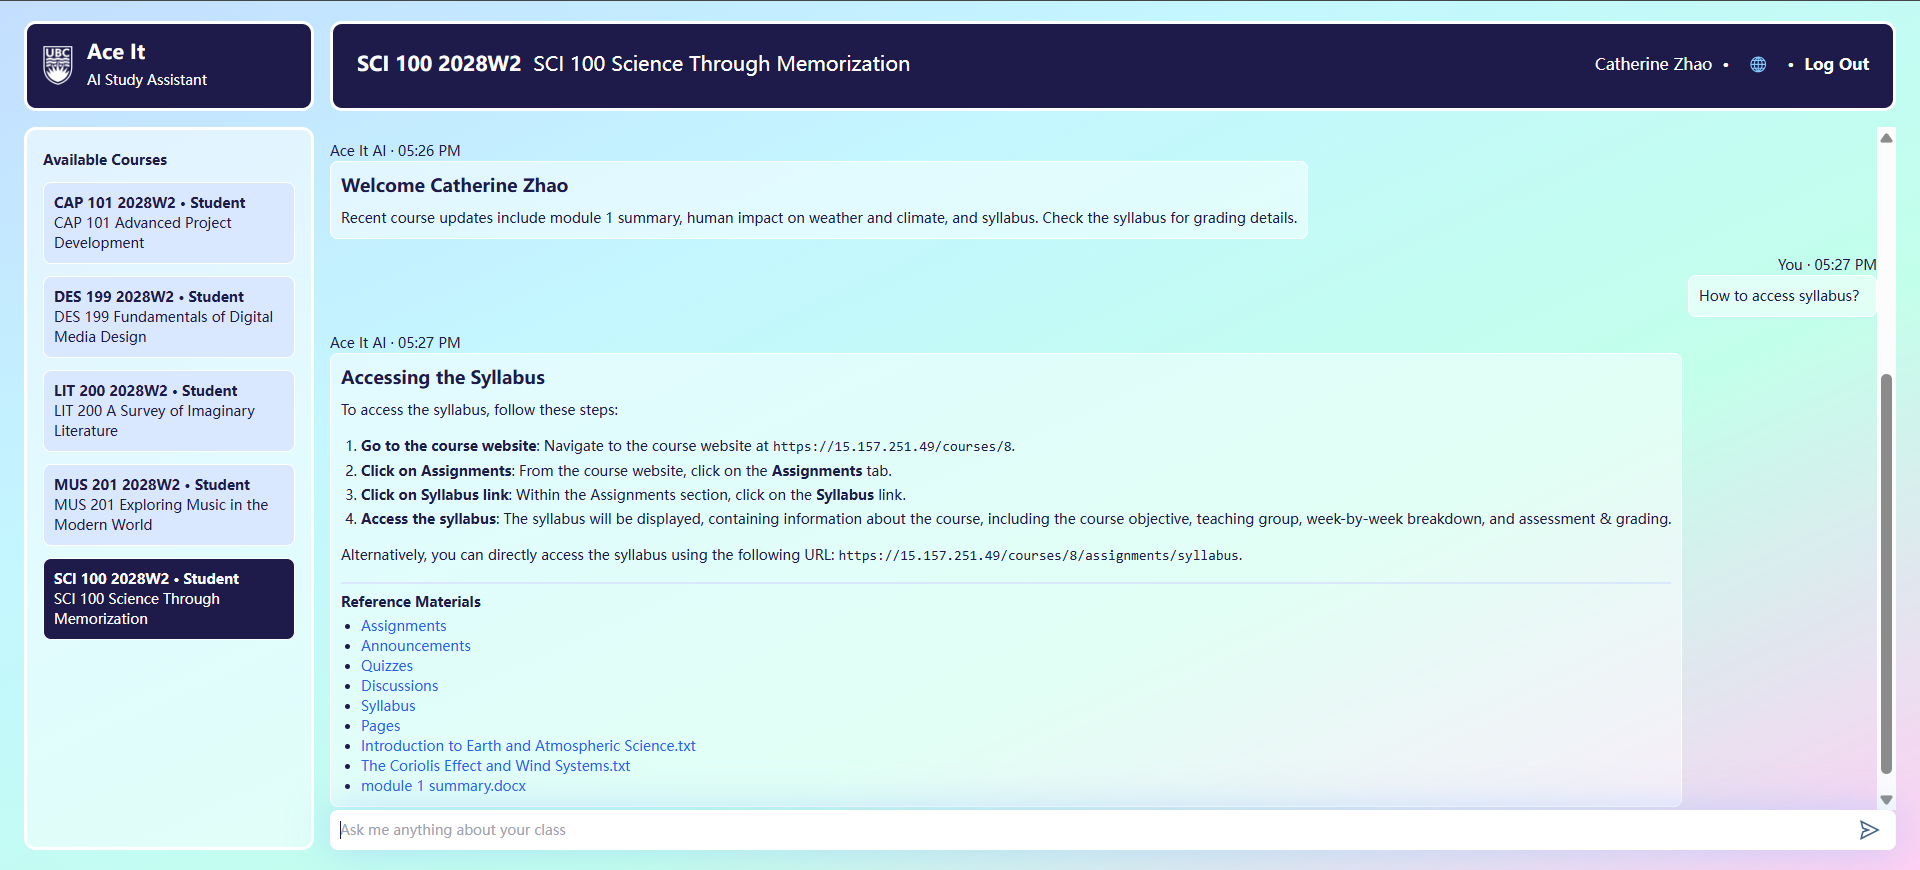 UBC
Ace It
AI Study Assistant
SCI 100 2028W2 SCI 100 Science Through Memorization
Catherine Zhao • • Log Out
Available Courses
CAP 101 2028W2 • Student
CAP 101 Advanced Project
Development
DES 199 2028W2 • Student
DES 199 Fundamentals of Digital
Media Design
LIT 200 2028W2 • Student
LIT 200 A Survey of Imaginary
Literature
MUS 201 2028W2 • Student
MUS 201 Exploring Music in the
Modern World
SCI 100 2028W2 • Student
SCI 100 Science Through
Memorization
Ace It AI · 05:26 PM
Welcome Catherine Zhao
Recent course updates include module 1 summary, human impact on weather and climate, and syllabus. Check the syllabus for grading details.
You · 05:27 PM
How to access syllabus?
Ace It AI · 05:27 PM
Accessing the Syllabus
To access the syllabus, follow these steps:
1. Go to the course website: Navigate to the course website at https://15.157.251.49/courses/8.
2. Click on Assignments: From the course website, click on the Assignments tab.
3. Click on Syllabus link: Within the Assignments section, click on the Syllabus link.
4. Access the syllabus: The syllabus will be displayed, containing information about the course, including the course objective, teaching group, week-by-week breakdown, and assessment & grading.
Alternatively, you can directly access the syllabus using the following URL: https://15.157.251.49/courses/8/assignments/syllabus.
Reference Materials
• Assignments
• Announcements
• Quizzes
• Discussions
• Syllabus
• Pages
• Introduction to Earth and Atmospheric Science.txt
• The Coriolis Effect and Wind Systems.txt
• module 1 summary.docx
Ask me anything about your class